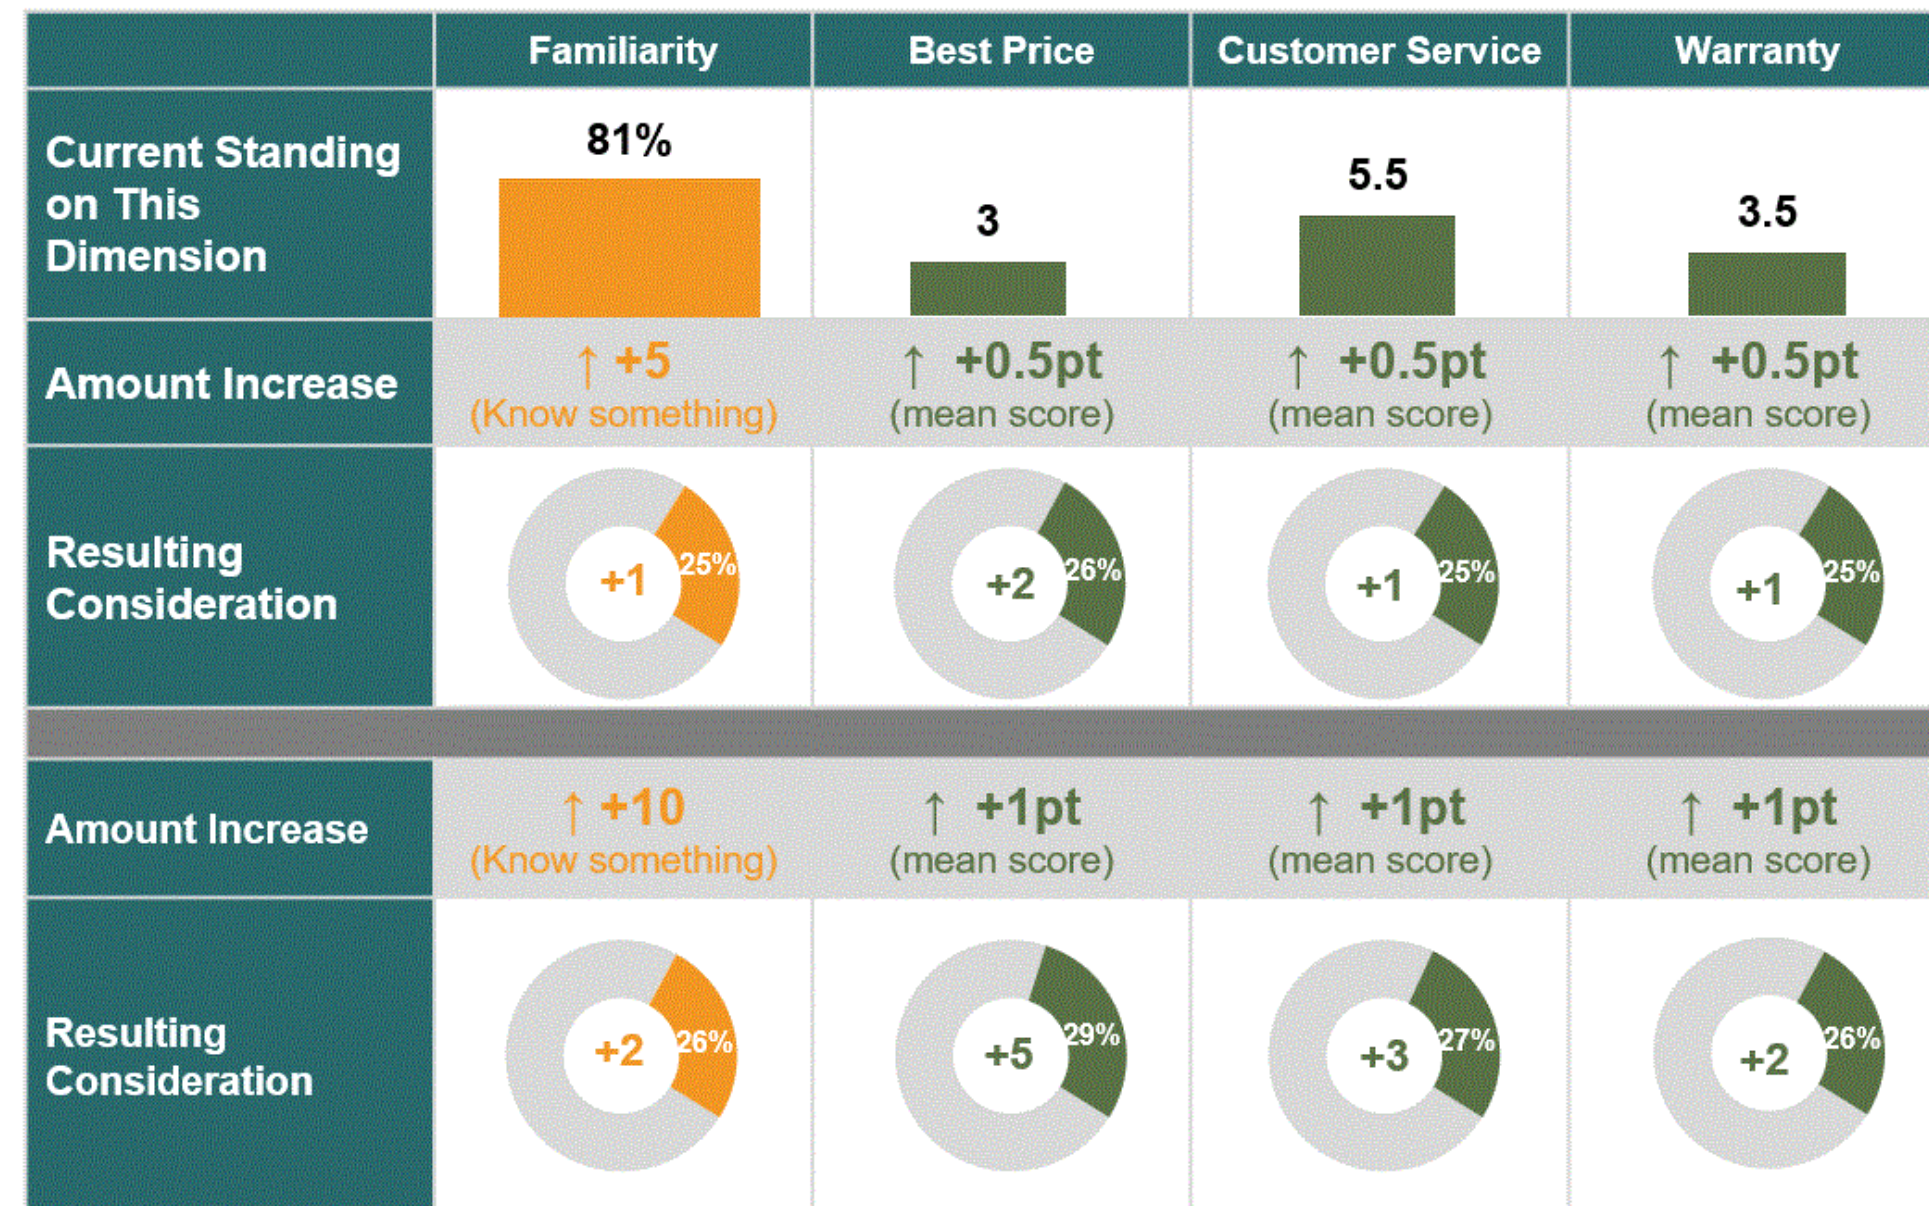 Familiarity Best Price Customer Service Warranty
Current Standing
on This
Dimension
81% 3 5.5 3.5
Amount Increase
↑ +5 ↑ +0.5pt ↑ +0.5pt ↑ +0.5pt
(Know something) (mean score) (mean score) (mean score)
Resulting
Consideration
+1 25% +2 26% +1 25% +1 25%
Amount Increase
↑ +10 ↑ +1pt ↑ +1pt ↑ +1pt
(Know something) (mean score) (mean score) (mean score)
Resulting
Consideration
+2 26% +5 29% +3 27% +2 26%